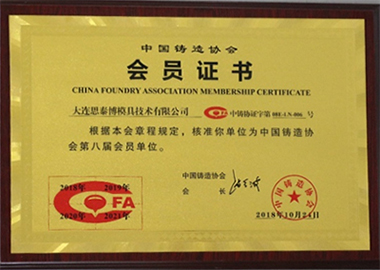 中国铸造协会
会员证书
CHINA FOUNDRY ASSOCIATION MEMBERSHIP CERTIFICATE
大连思泰博模具技术有限公司 CFA 中铸协证字第 08E-LN-006 号
根据本会章程规定，核准你单位为中国铸造协
会第八届会员单位。
2018年 2019年
CFA
2020年 2021年
中国铸造协会
会 长
中国铸造协会
2018年10月24日